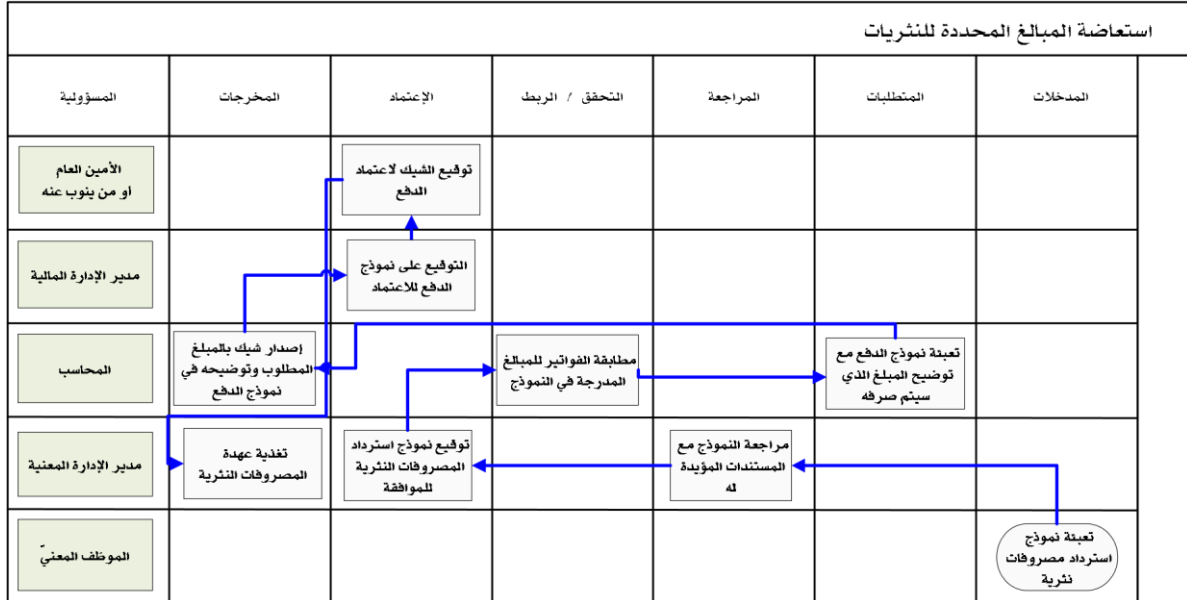 استعاضة المبالغ المحددة للنثريات
المدخلات
المتطلبات
المراجعة
التحقق / الربط
الإعتماد
المخرجات
المسؤولية
توقيع الشيك لاعتماد
الدفع
الأمين العام
او من ينوب عنه
التوقيع على نموذج
الدفع للاعتماد
مدير الإدارة المالية
تعبئة نموذج الدفع مع
توضيح المبلغ الذي
سيتم صرفه
مطابقة الفواتير للمبالغ
المدرجة في النموذج
إصدار شيك بالمبلغ
المطلوب وتوضيحه في
نموذج الدفع
المحاسب
مراجعة النموذج مع
المستندات المؤيدة
له
توقيع نموذج استرداد
المصروفات النثرية
للموافقة
تغذية عهدة
المصروفات النثرية
مدير الإدارة المعنية
تعبئة نموذج
استرداد مصروفات
نثرية
الموظف المعنيّ